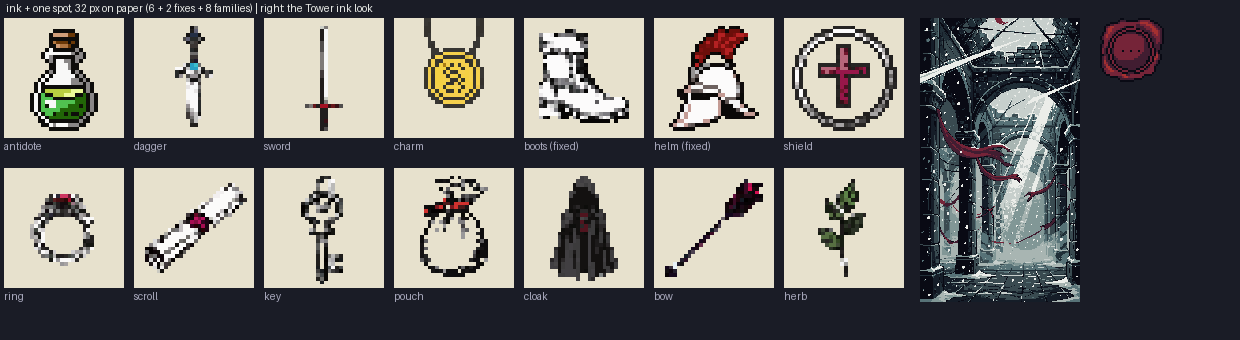 ink + one spot, 32 px on paper (6 + 2 fixes + 8 families) | right: the Tower ink look
antidote
dagger
sword
charm
boots (fixed)
helm (fixed)
shield
ring
scroll
key
pouch
cloak
bow
herb